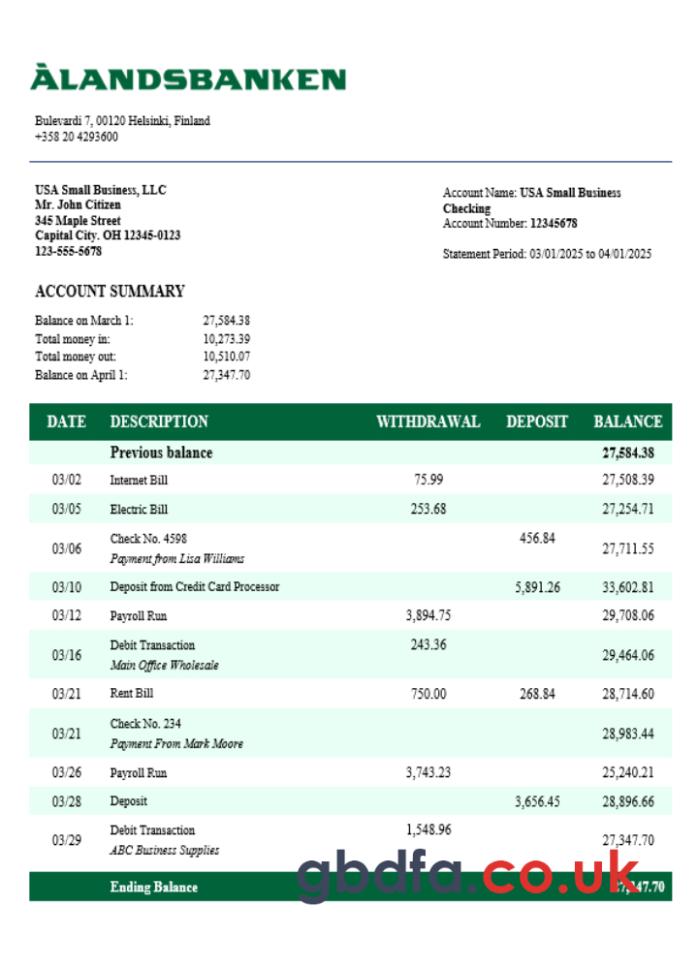 ÅLANDSBANKEN
Bulevardi 7, 00120 Helsinki, Finland
+358 20 4293600
USA Small Business, LLC
Mr. John Citizen
345 Maple Street
Capital City. OH 12345-0123
123-555-5678
Account Name: USA Small Business
Checking
Account Number: 12345678
Statement Period: 03/01/2025 to 04/01/2025
ACCOUNT SUMMARY
Balance on March 1: 27,584.38
Total money in: 10,273.39
Total money out: 10,510.07
Balance on April 1: 27,347.70
DATE DESCRIPTION WITHDRAWAL DEPOSIT BALANCE
Previous balance 27,584.38
03/02 Internet Bill 75.99 27,508.39
03/05 Electric Bill 253.68 27,254.71
03/06 Check No. 4598 456.84 27,711.55
Payment from Lisa Williams
03/10 Deposit from Credit Card Processor 5,891.26 33,602.81
03/12 Payroll Run 3,894.75 29,708.06
03/16 Debit Transaction 243.36 29,464.06
Main Office Wholesale
03/21 Rent Bill 750.00 268.84 28,714.60
03/21 Check No. 234 28,983.44
Payment From Mark Moore
03/26 Payroll Run 3,743.23 25,240.21
03/28 Deposit 3,656.45 28,896.66
03/29 Debit Transaction 1,548.96 27,347.70
ABC Business Supplies
Ending Balance
gbdfa.co.uk